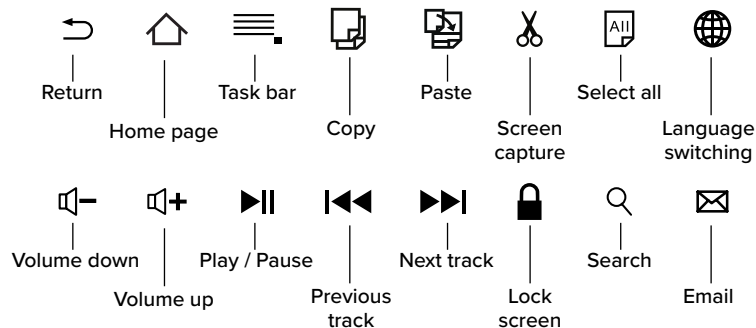 All
Return
Task bar
Paste
Select all
Home page
Copy
Screen
capture
Language
switching
Volume down
Play / Pause
Next track
Search
Volume up
Previous
track
Lock
screen
Email